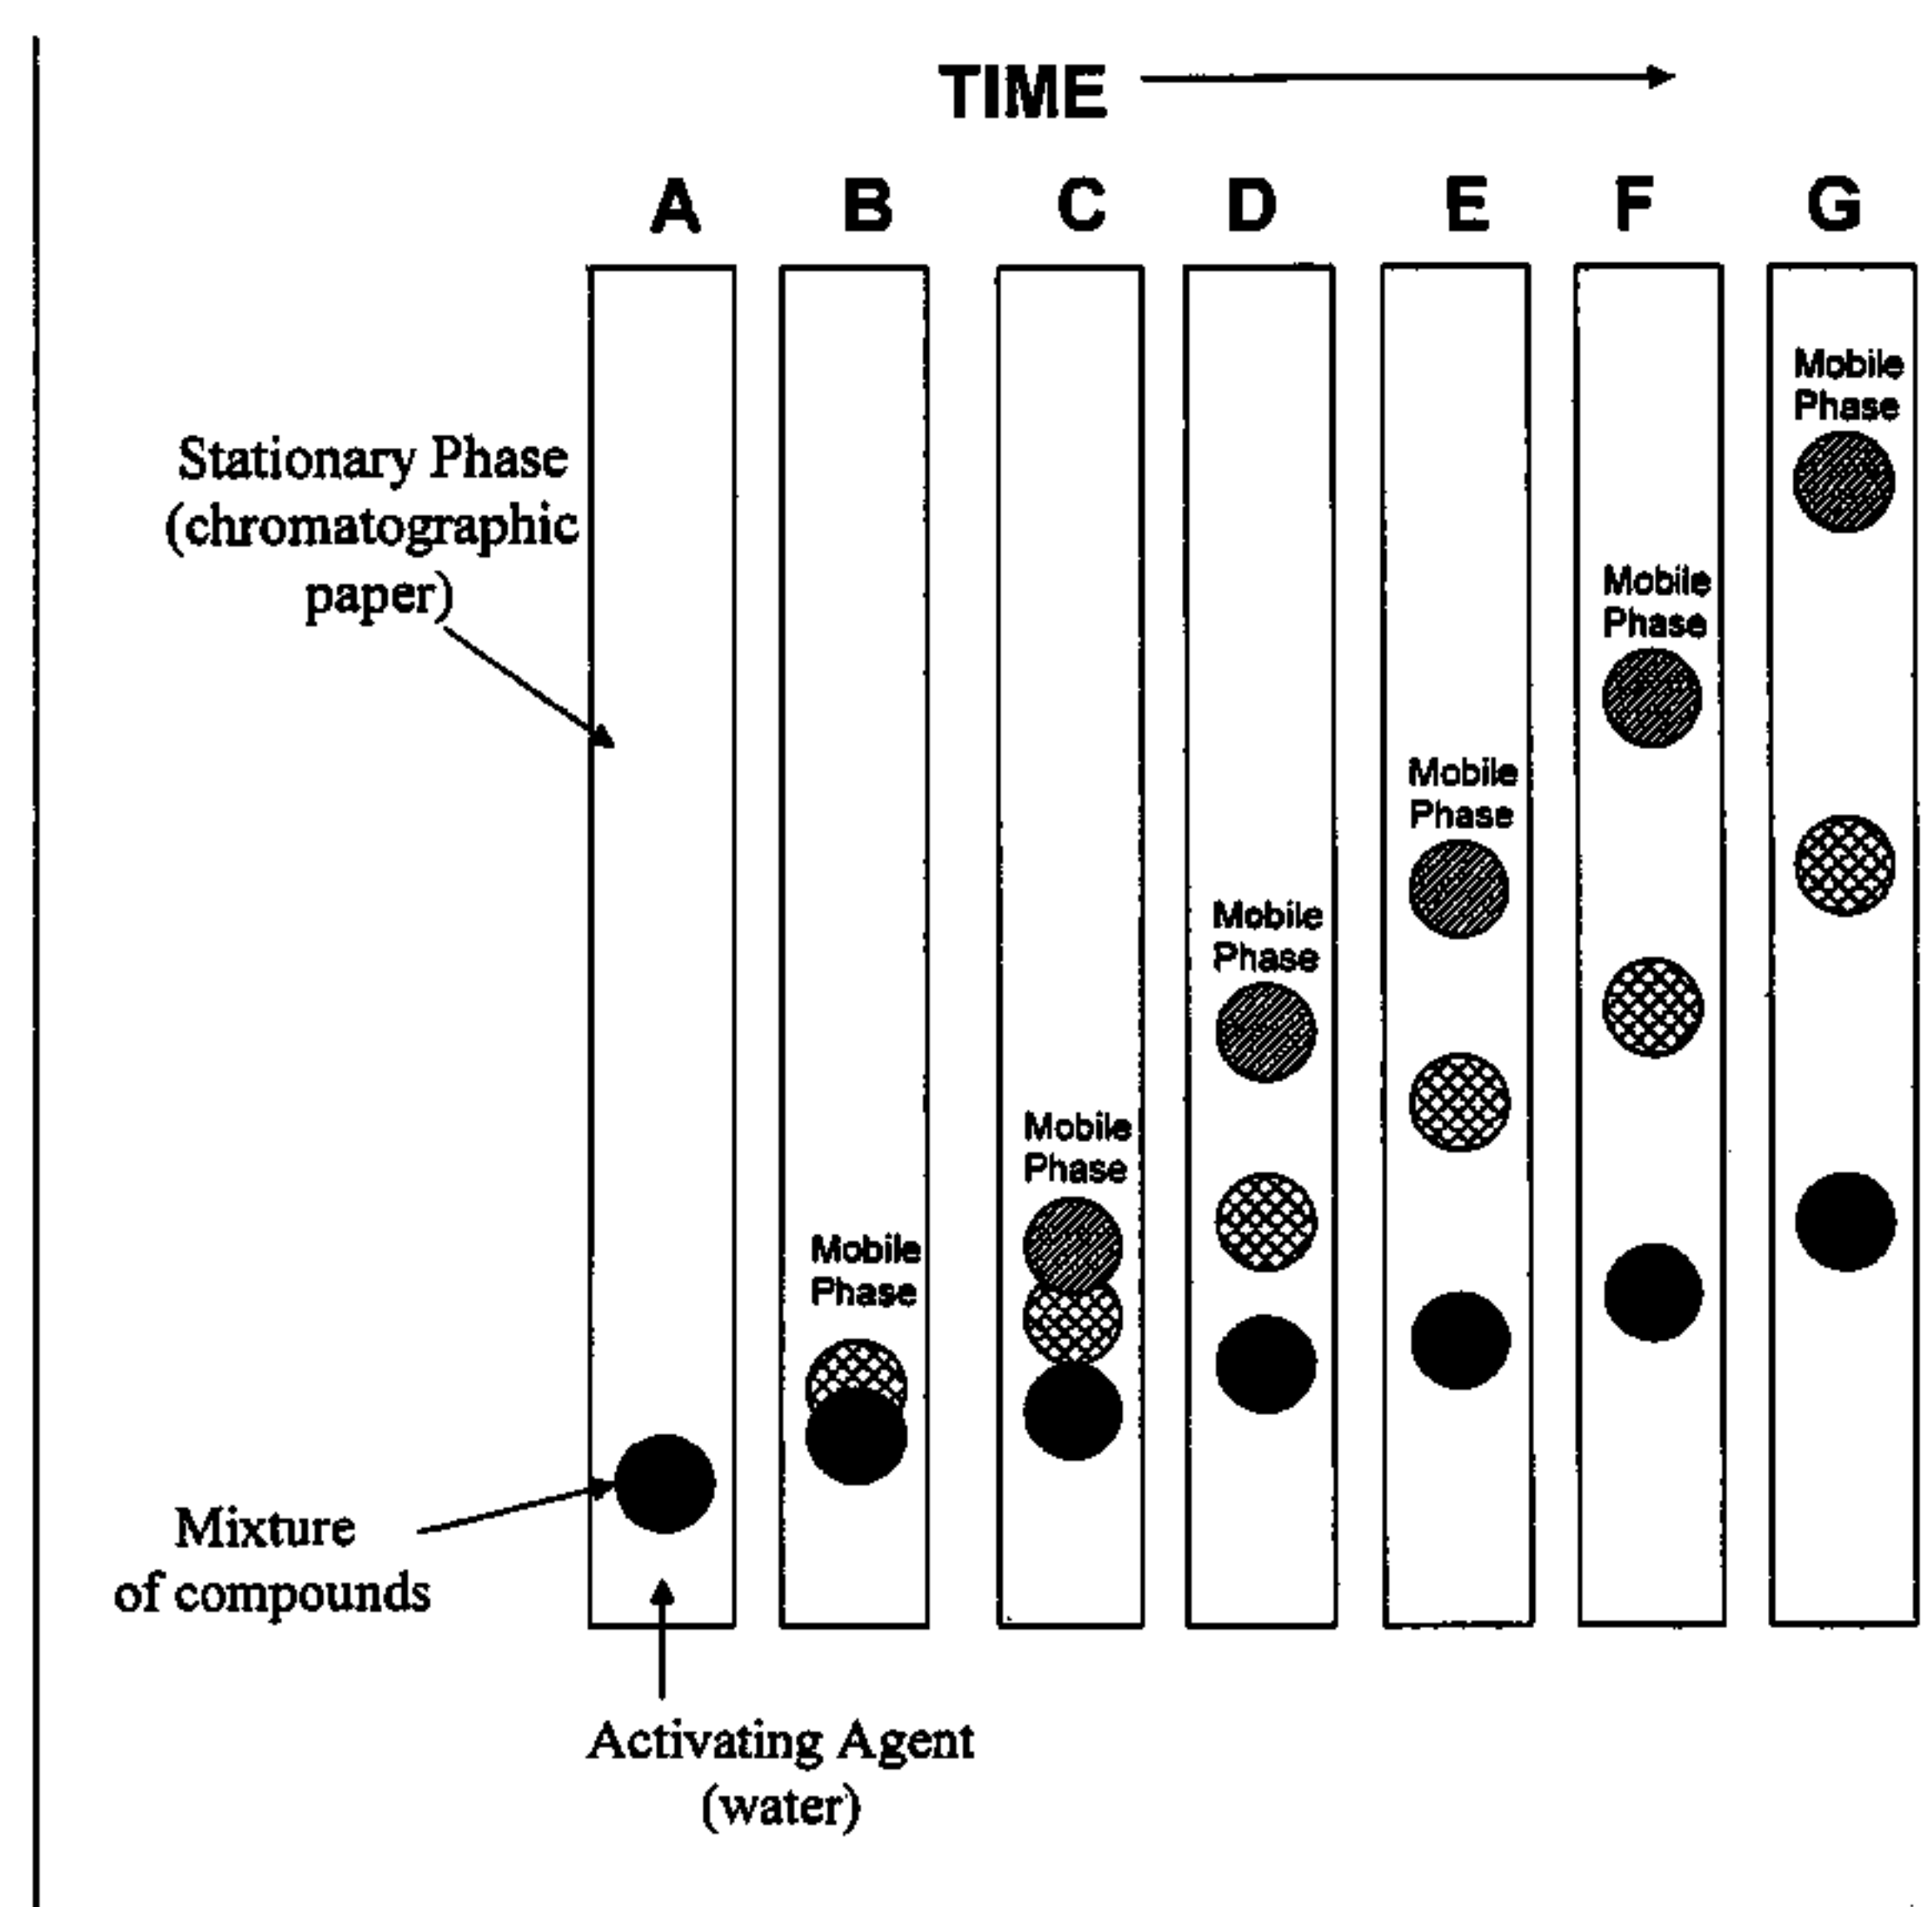 TIME
A B C D E F G
Stationary Phase
(chromatographic
paper)
Mobile
Phase
Mobile
Phase
Mobile
Phase
Mobile
Phase
Mobile
Phase
Mobile
Phase
Mixture
of compounds
Activating Agent
(water)